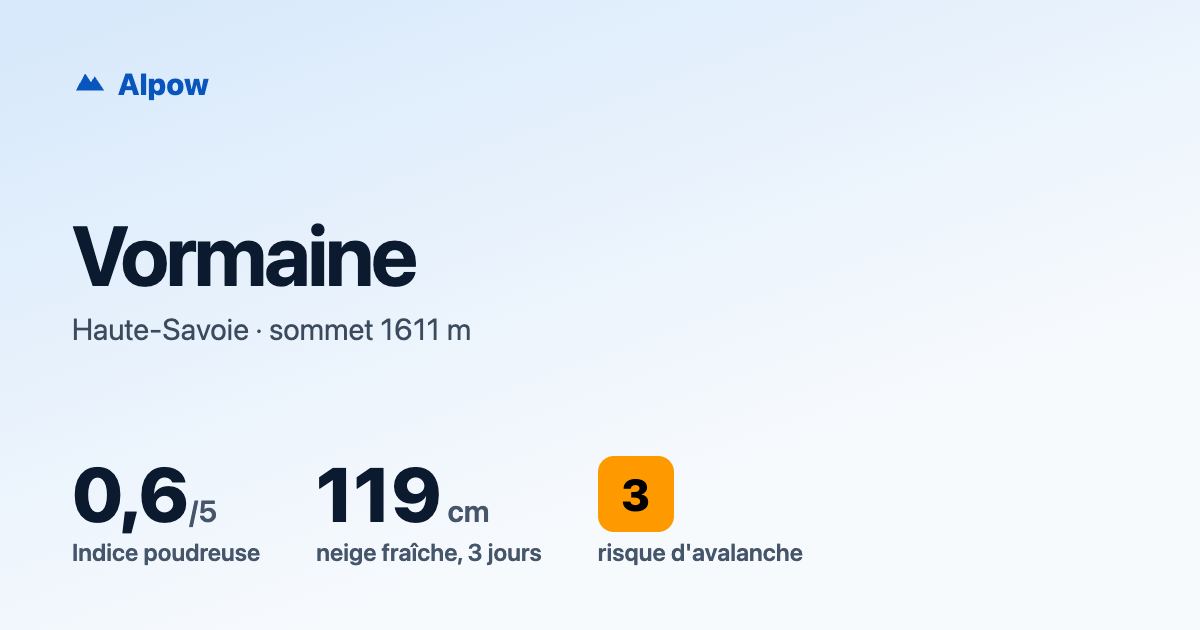 Alpow
Vormaine
Haute-Savoie · sommet 1611 m
0,6/5
Indice poudreuse
119 cm
neige fraîche, 3 jours
3
risque d'avalanche